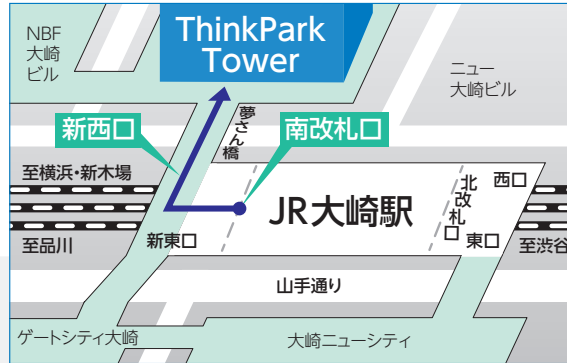 NBF
大崎
ビル
ThinkPark
Tower
ニュー
大崎ビル
新西口
夢さん橋
南改札口
至横浜・新木場
JR大崎駅
北改札口
西口
至品川
新東口
東口
至渋谷
山手通り
ゲートシティ大崎
大崎ニューシティ